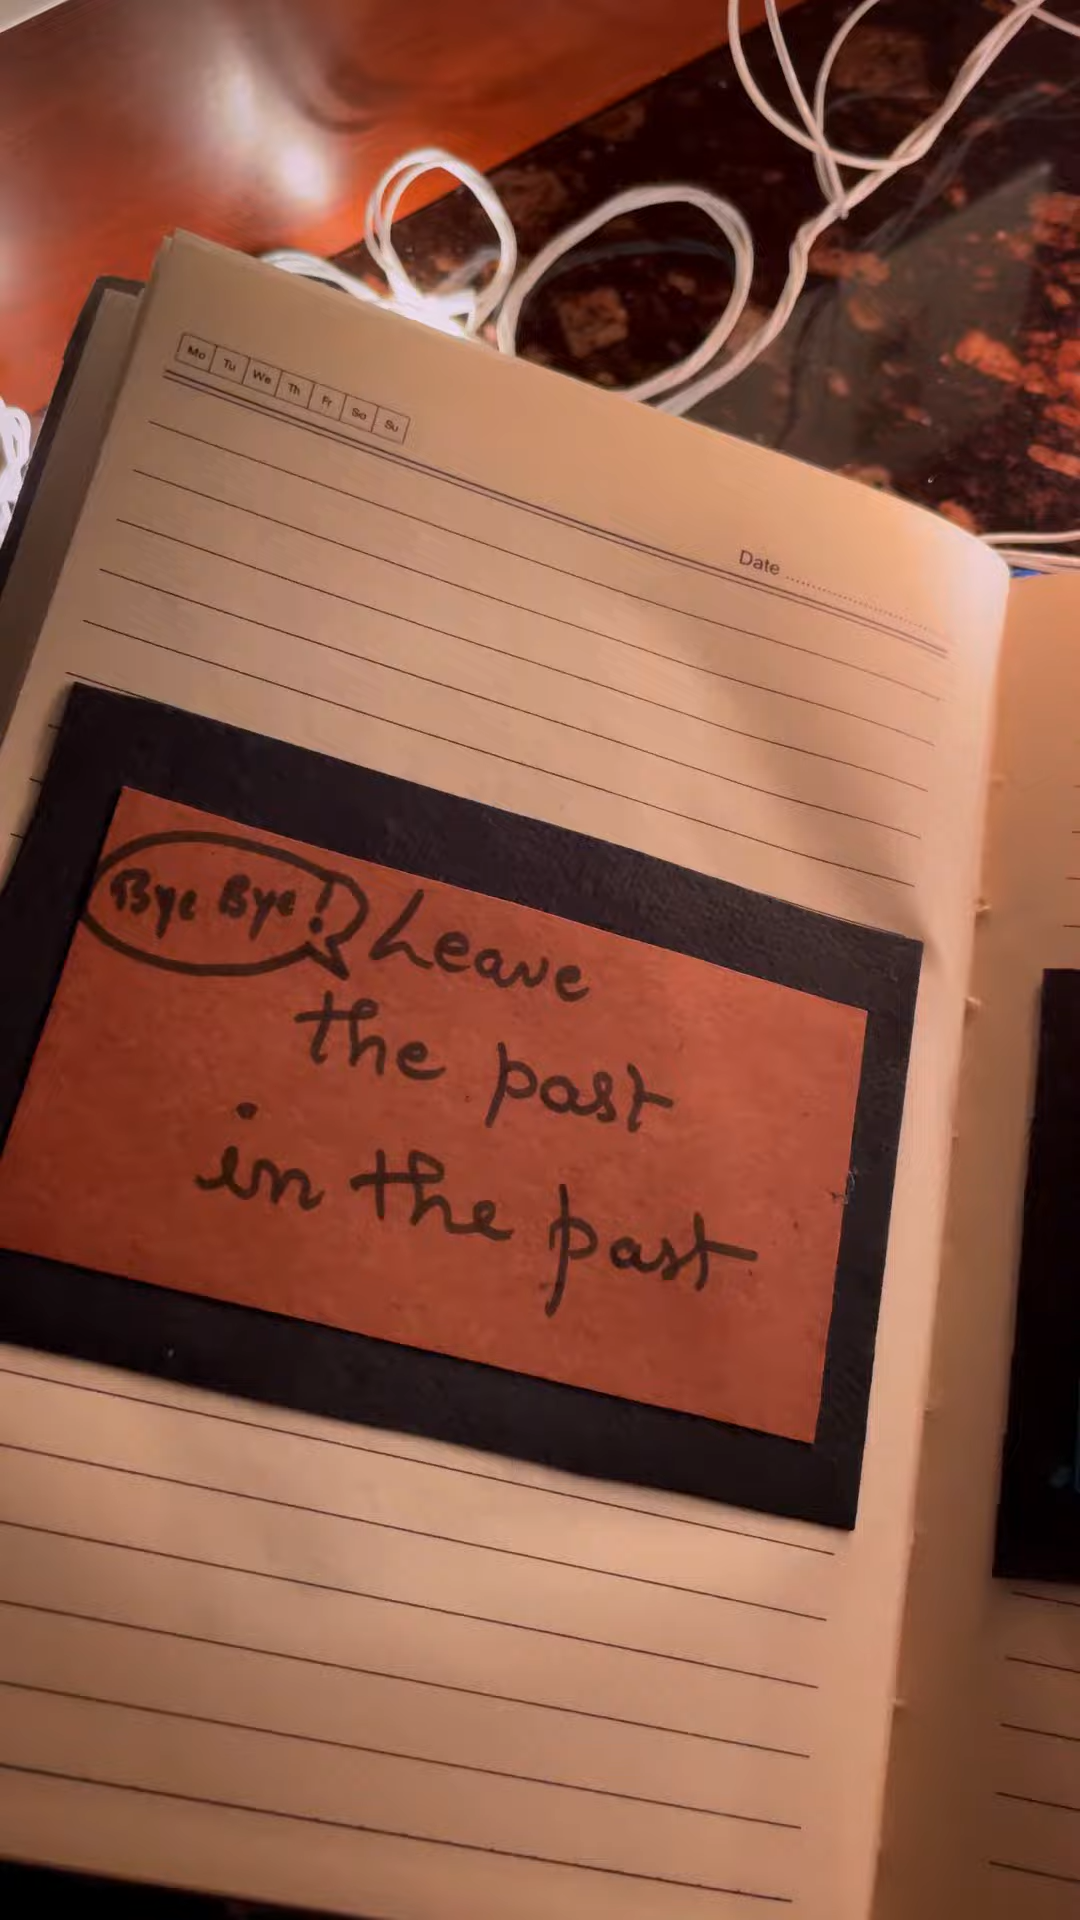 Mo Tu We Th Fr Sa Su
Date
Bye Bye!
Leave
the past
in the past